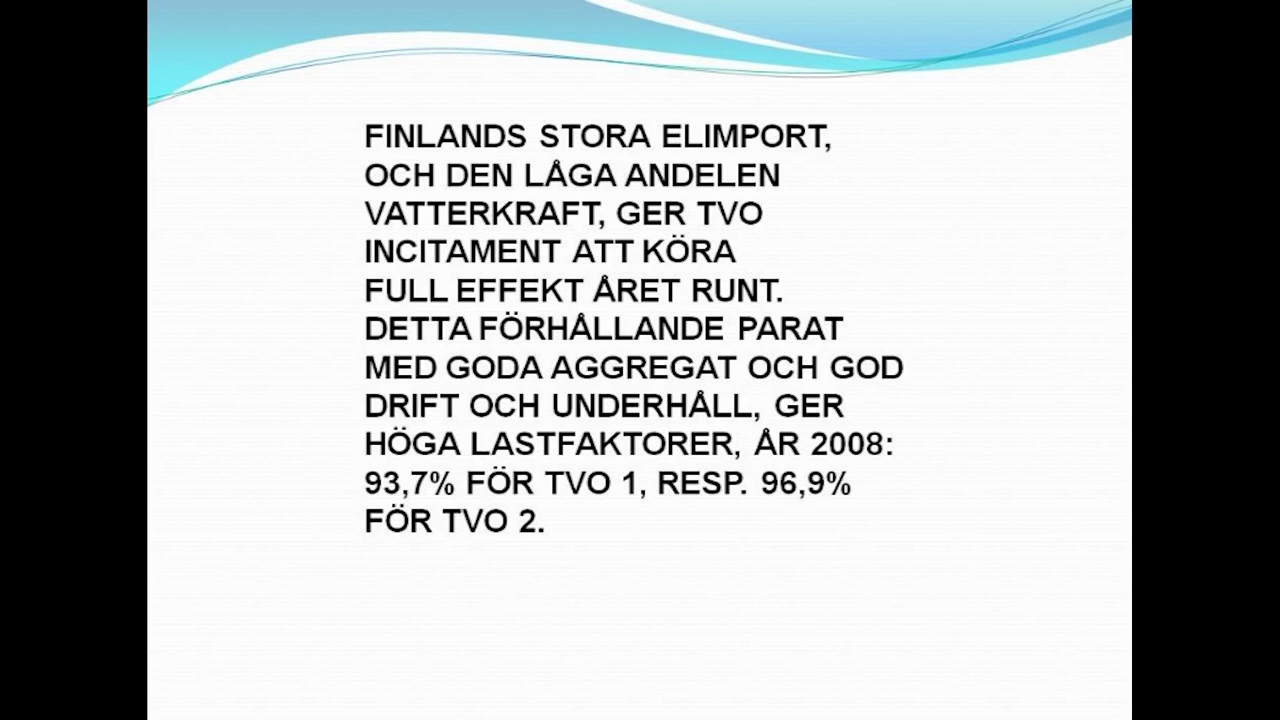 FINLANDS STORA ELIMPORT,
OCH DEN LÅGA ANDELEN
VATTERKRAFT, GER TVO
INCITAMENT ATT KÖRA
FULL EFFEKT ÅRET RUNT.
DETTA FÖRHÅLLANDE PARAT
MED GODA AGGREGAT OCH GOD
DRIFT OCH UNDERHÅLL, GER
HÖGA LASTFAKTORER, ÅR 2008:
93,7% FÖR TVO 1, RESP. 96,9%
FÖR TVO 2.